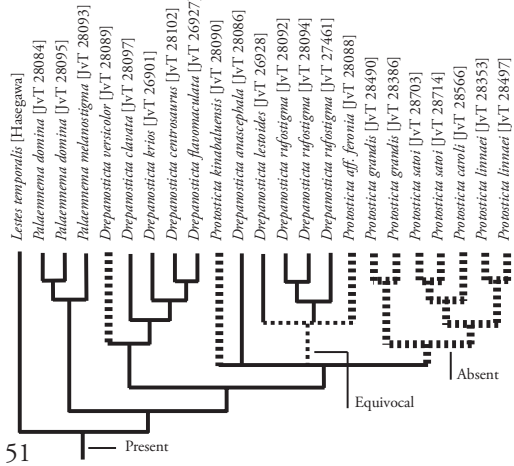 Lestes temporalis [Hasegawa]
Palaemnema domina [JvT 28084]
Palaemnema domina [JvT 28095]
Palaemnema melanostigma [JvT 28093]
Drepanosticta versicolor [JvT 28089]
Drepanosticta clavata [JvT 28097]
Drepanosticta krios [JvT 26901]
Drepanosticta centrosaurus [JvT 28102]
Drepanosticta flavomaculata [JvT 26927]
Protosticta kinabaluensis [JvT 28090]
Drepanosticta anascephala [JvT 28086]
Drepanosticta lestoides [JvT 26928]
Drepanosticta rufostigma [JvT 28092]
Drepanosticta rufostigma [JvT 28094]
Drepanosticta rufostigma [JvT 27461]
Protosticta aff. feronia [JvT 28088]
Protosticta grandis [JvT 28490]
Protosticta grandis [JvT 28386]
Protosticta satoi [JvT 28703]
Protosticta satoi [JvT 28714]
Protosticta caroli [JvT 28566]
Protosticta linnaei [JvT 28353]
Protosticta linnaei [JvT 28497]
Absent
Equivocal
Present
51